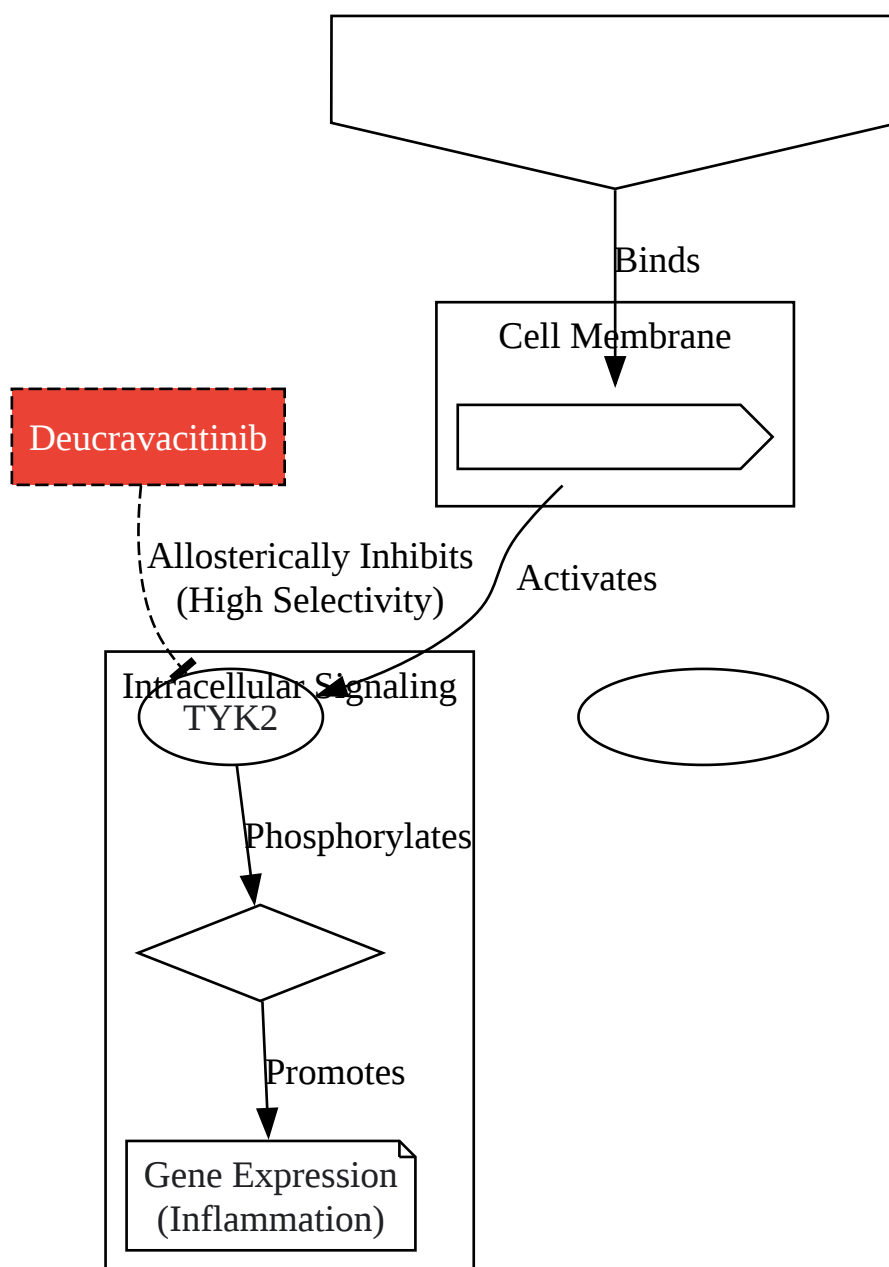 Binds
Cell Membrane
Deucravacitinib
Allosterically Inhibits
(High Selectivity)
Activates
Intracellular Signaling
TYK2
Phosphorylates
Promotes
Gene Expression
(Inflammation)